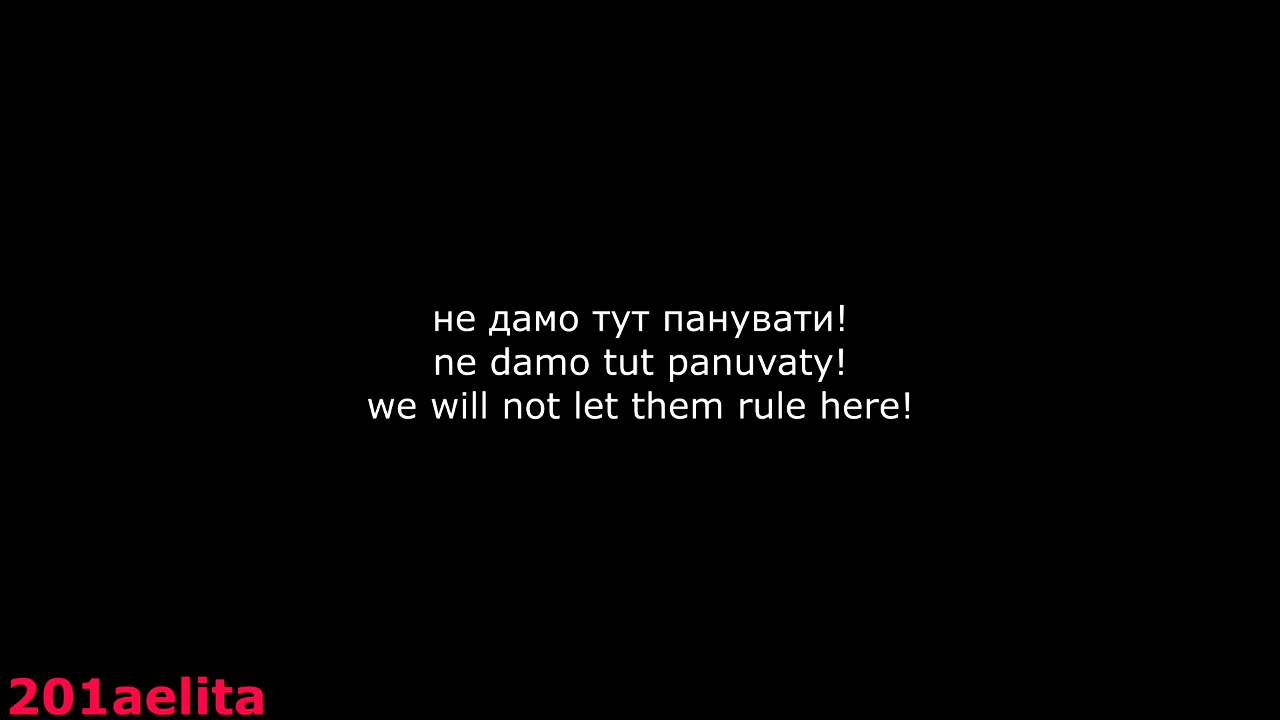 не дамо тут панувати!
ne damo tut panuvaty!
we will not let them rule here!
201aelita